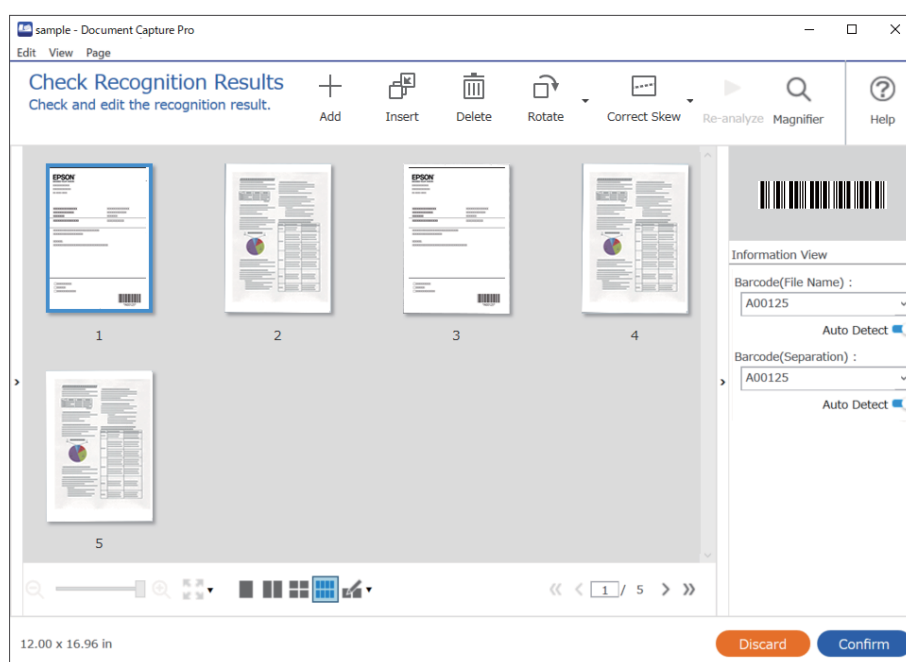 sample - Document Capture Pro
Edit View Page
Check Recognition Results
Check and edit the recognition result.
Add
Insert
Delete
Rotate
Correct Skew
Re-analyze
Magnifier
Help
EPSON
EPSON
1
2
3
4
5
Information View
Barcode(File Name) :
A00125
Auto Detect
Barcode(Separation) :
A00125
Auto Detect
1 / 5
12.00 x 16.96 in
Discard
Confirm